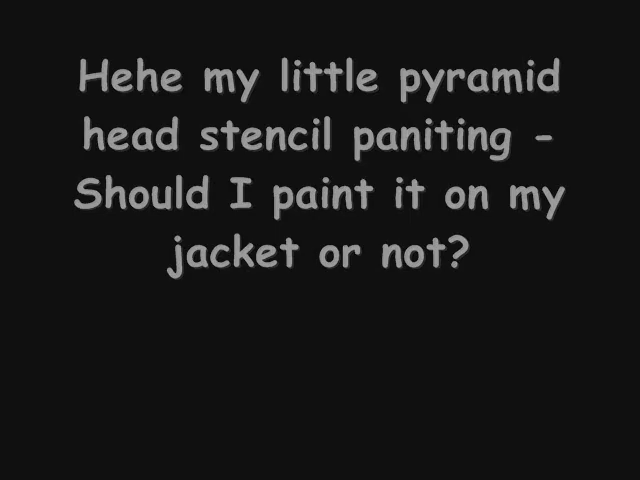 Hehe my little pyramid
head stencil paniting -
Should I paint it on my
jacket or not?